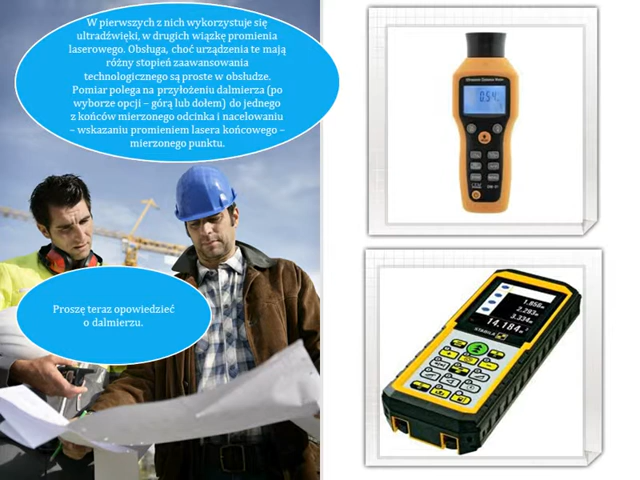 W pierwszych z nich wykorzystuje się
ultradźwięki, w drugich wiązkę promienia
laserowego. Obsługa, choć urządzenia te mają
różny stopień zaawansowania
technologicznego są proste w obsłudze.
Pomiar polega na przyłożeniu dalmierza (po
wyborze opcji – górą lub dołem) do jednego
z końców mierzonego odcinka i nacelowaniu
– wskazaniu promieniem lasera końcowego –
mierzonego punktu.
Proszę teraz opowiedzieć
o dalmierzu.
0.54
1.858
2.283
3.334
14.184
STABILA